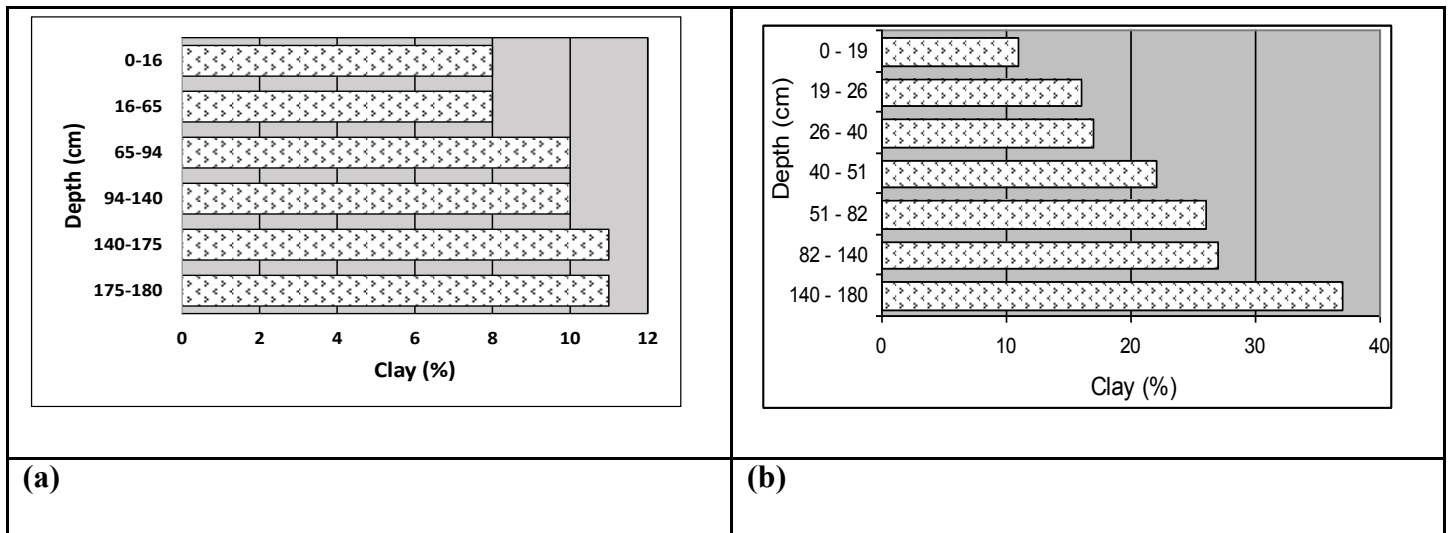 0-16
16-65
65-94
94-140
140-175
175-180
Depth (cm)
0 2 4 6 8 10 12
Clay (%)
0 - 19
19 - 26
26 - 40
40 - 51
51 - 82
82 - 140
140 - 180
Depth (cm)
0 10 20 30 40
Clay (%)
(a)
(b)